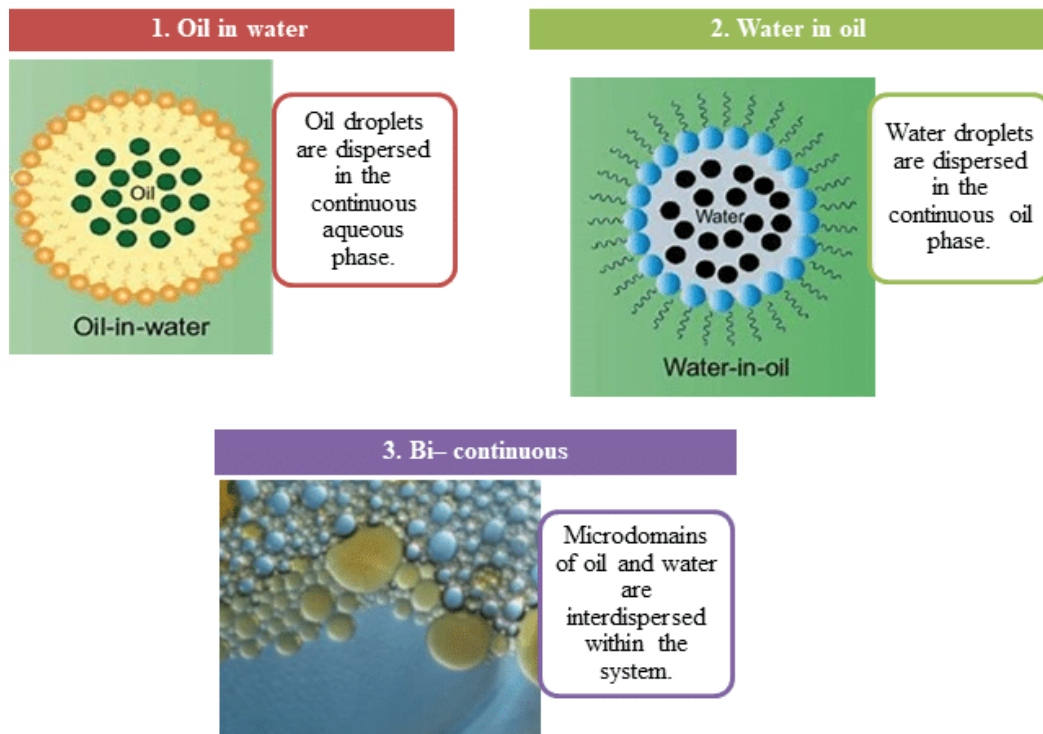 1. Oil in water
Oil
Oil-in-water
Oil droplets
are dispersed
in the
continuous
aqueous
phase.
2. Water in oil
Water
Water-in-oil
Water droplets
are dispersed
in the
continuous oil
phase.
3. Bi– continuous
Microdomains
of oil and water
are
interdispersed
within the
system.